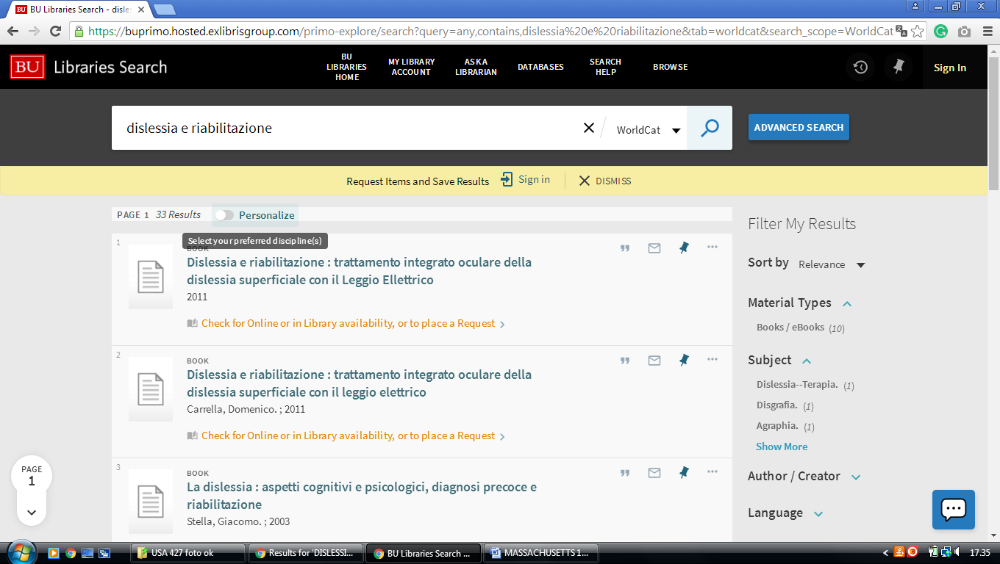 BU Libraries Search - disle
https://buprimo.hosted.exlibrisgroup.com/primo-explore/search?query=any,contains,dislessia%20e%20riabilitazione&tab=worldcat&search_scope=WorldCat
BU Libraries Search
BU LIBRARIES HOME
MY LIBRARY ACCOUNT
ASK A LIBRARIAN
DATABASES
SEARCH HELP
BROWSE
Sign In
dislessia e riabilitazione
WorldCat
ADVANCED SEARCH
Request Items and Save Results
Sign in
DISMISS
PAGE 1 33 Results
Personalize
Select your preferred discipline(s)
1
BOOK
Dislessia e riabilitazione : trattamento integrato oculare della
dislessia superficiale con il Leggio Ellettrico
2011
Check for Online or in Library availability, or to place a Request
2
BOOK
Dislessia e riabilitazione : trattamento integrato oculare della
dislessia superficiale con il leggio elettrico
Carrella, Domenico. ; 2011
Check for Online or in Library availability, or to place a Request
3
BOOK
La dislessia : aspetti cognitivi e psicologici, diagnosi precoce e
riabilitazione
Stella, Giacomo. ; 2003
Filter My Results
Sort by Relevance
Material Types
Books / eBooks (10)
Subject
Dislessia--Terapia. (1)
Disgrafia. (1)
Agraphia. (1)
Show More
Author / Creator
Language
PAGE
1
USA 427 foto ok
Results for 'DISLESSI...
BU Libraries Search ...
MASSACHUSETTS 1...
17.35